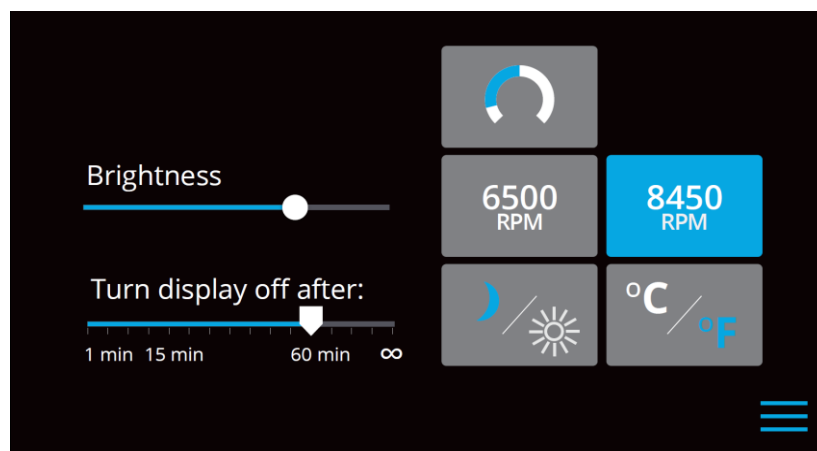 Brightness
Turn display off after:
1 min 15 min 60 min ∞
6500
RPM
8450
RPM
°C
°F